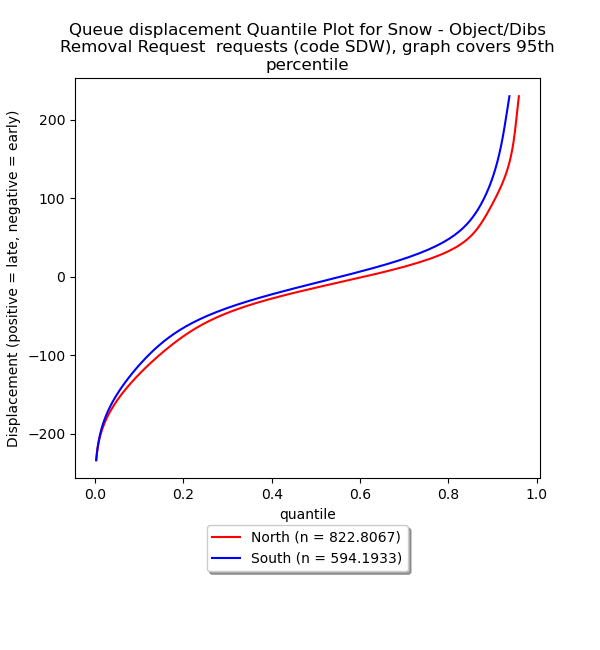 Queue displacement Quantile Plot for Snow - Object/Dibs
Removal Request  requests (code SDW), graph covers 95th
percentile
Displacement (positive = late, negative = early)
200
100
0
−100
−200
0.0 0.2 0.4 0.6 0.8 1.0
quantile
North (n = 822.8067)
South (n = 594.1933)